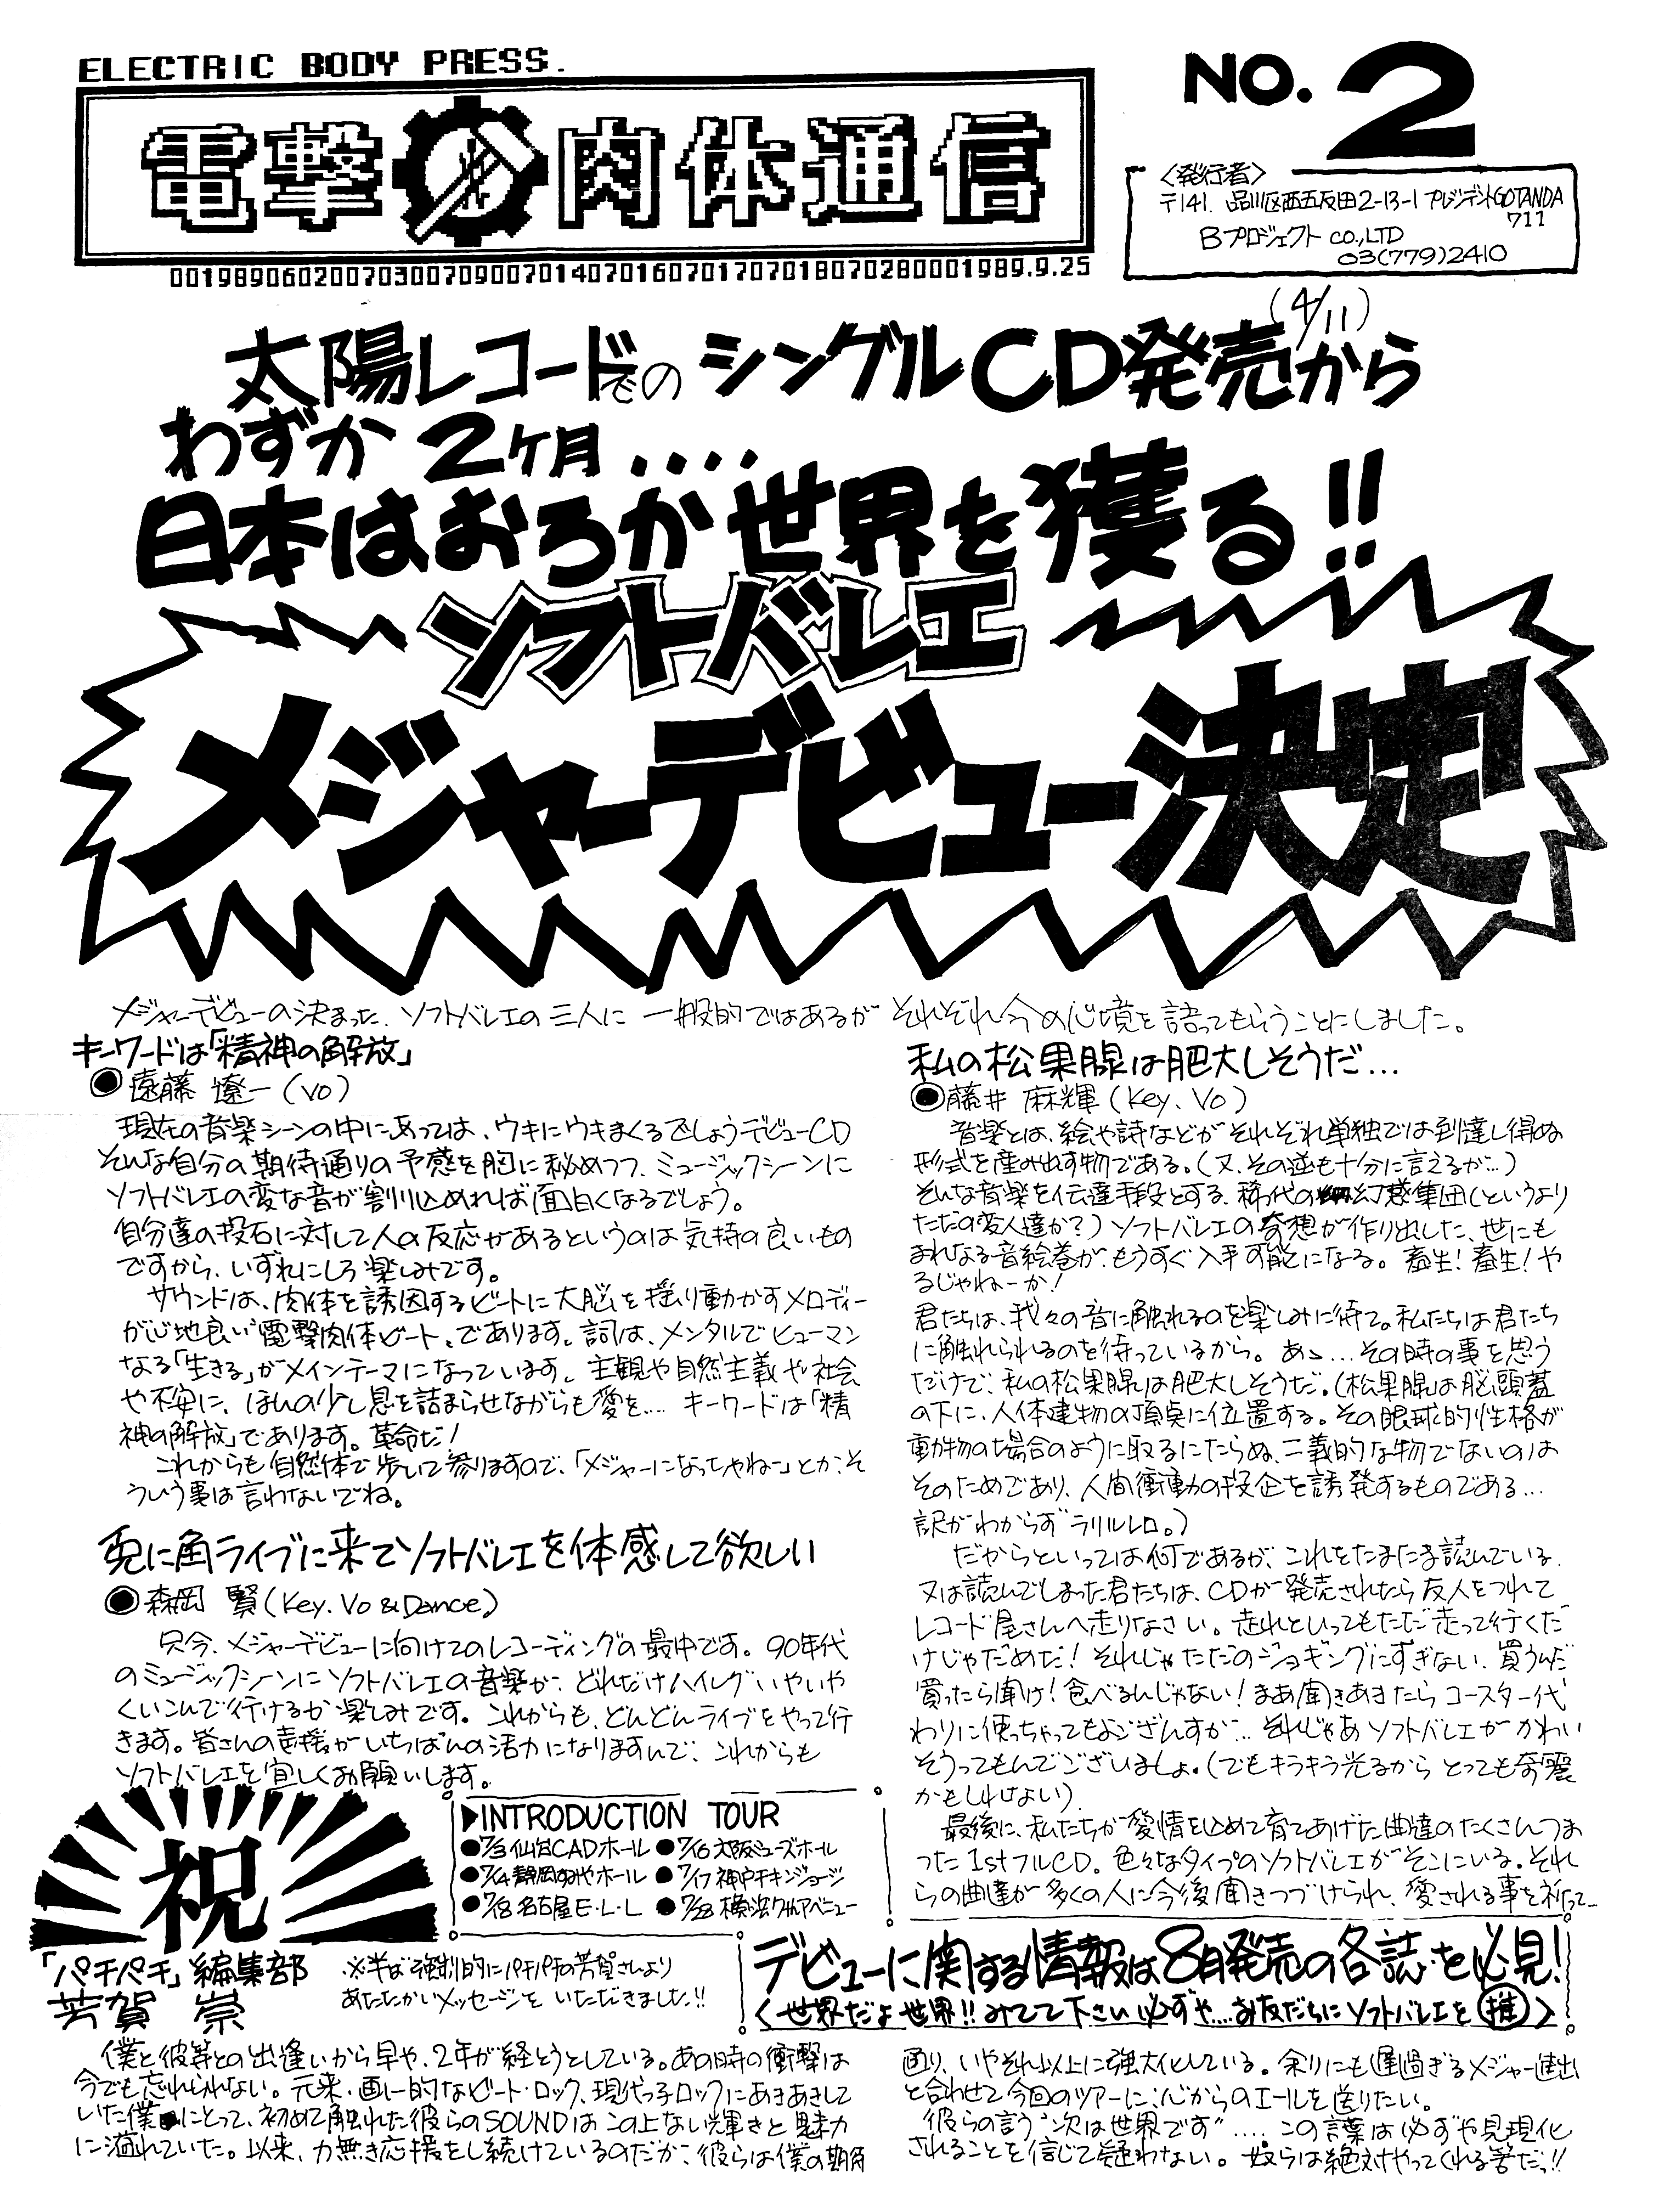 ELECTRIC BODY PRESS.
電撃肉体通信
NO. 2
<発行者>
〒141. 品川区西五反田2-13-1 プレジデントGOTANDA
711
Bプロジェクト CO.,LTD
03(779)2410
00198906020070300709007014070160701707018070280001989.9.25
(4/11)
太陽レコードでのシングルCD発売から
わずか2ヶ月....
日本はおろか世界を獲る!!
ソフトバレエ
メジャーデビュー決定
メジャーデビューの決まった、ソフトバレエの三人に 一般的ではあるが それぞれ今の心境を語ってもらうことにしました。
キーワードは「精神の解放」
●遠藤 遼一(Vo)
現在の音楽シーンの中にあっては、ウキにウキまくるでしょうデビューCD
そんな自分の期待通りの予感を胸に秘めつつ、ミュージックシーンに
ソフトバレエの変な音が割り込めれば面白くなるでしょう。
自分達の投石に対して人の反応があるというのは気持の良いもの
ですから、いずれにしろ楽しみです。
サウンドは、肉体を誘因するビートに大脳を揺り動かすメロディー
が心地良い"電撃肉体ビート"であります。詞は、メンタルでヒューマン
なる「生きる」がメインテーマになっています。主観や自然主義や社会
や不安に、ほんの少し息を詰まらせながらも愛を.... キーワードは「精
神の解放」であります。革命だ!
これからも自然体で歩いて参りますので、「メジャーになっちゃねー」とか、そ
ういう事は言わないでね。
兎に角ライブに来てソフトバレエを体感して欲しい
●森岡 賢(Key. Vo & Dance)
只今、メジャーデビューに向けてのレコーディングの最中です。90年代
のミュージックシーンにソフトバレエの音楽が、どれだけハイルグいやいや
くいこんで行けるか楽しみです。これからも、どんどんライブをやって行
きます。皆さんの声援がいちばんの活力になりますんで、これからも
ソフトバレエを宜しくお願いします。
私の松果腺は肥大しそうだ...
●藤井 麻輝(Key. Vo)
音楽とは、絵や詩などがそれぞれ単独では到達し得ぬ
形式を産み出す物である。(又、その逆も十分に言えるが...)
そんな音楽を伝達手段とする、稀代の幻惑集団(というより
ただの変人達か?)ソフトバレエの奇想が作り出した、世にも
まれなる音絵巻が、もうすぐ入手可能になる。畜生!畜生!や
るじゃねーか!
君たちは、我々の音に触れるのを楽しみに待て。私たちは君たち
に触れられるのを待っているから。あゝ...その時の事を思う
だけで、私の松果腺は肥大しそうだ。(松果腺は脳頭蓋
の下に、人体建物の頂点に位置する。その眼球的性格が
動物の場合のように取るにたらぬ、二義的な物でないのは
そのためであり、人間衝動の投企を誘発するものである...
訳がわからず ラリルレロ。)
だからといっては何であるが、これをたまたま読んでいる、
又は読んでしまった君たちは、CDが発売されたら友人をつれて
レコード屋さんへ走りなさい。走れといってもただ走って行くだ
けじゃだめだ!それじゃただのジョギングにすぎない、買うんだ
買ったら聞け!食べるんじゃない!まあ聞きあきたらコースター代
わりに使っちゃってもよござんすが... それじゃあソフトバレエがかわい
そうってもんでございましょ。(でもキラキラ光るからとっても奇麗
かもしれない)
最後に、私たちが愛情を込めて育てあげた曲達のたくさんつま
った1stフルCD。色々なタイプのソフトバレエがそこにいる。それ
らの曲達が多くの人に今後聞きつづけられ、愛される事を祈って...
▶INTRODUCTION TOUR
●7/3 仙台CADホール ●7/16 大阪ミューズホール
●7/14 静岡すみやホール ●7/17 神戸チキンジョージ
●7/18 名古屋E・L・L ●7/28 横浜7thアベニュー
祝
「パチパチ」編集部
芳賀 崇
※半ば強制的にパチパチの芳賀さんより
あたたかいメッセージを いただきました!!
デビューに関する情報は8月発売の各誌を必見!
<世界だよ世界!! みてて下さい必ずや....お友だちにソフトバレエを推>
僕と彼等との出逢いから早や、2年が経とうとしている。あの時の衝撃は
今でも忘れられない。元来、画一的なビート・ロック、現代っ子ロックにあきあきして
いた僕にとって、初めて触れた彼らのSOUNDはこの上ない輝きと魅力
に溢れていた。以来、力無き応援をし続けているのだが、彼らは僕の期待
通り、いやそれ以上に強大化している。余りにも遅過ぎるメジャー進出
と合わせて今回のツアーに、心からのエールを送りたい。
彼らの言う"次は世界です".... この言葉は必ずや具現化
されることを信じて疑わない。奴らは絶対やってくれる筈だっ!!